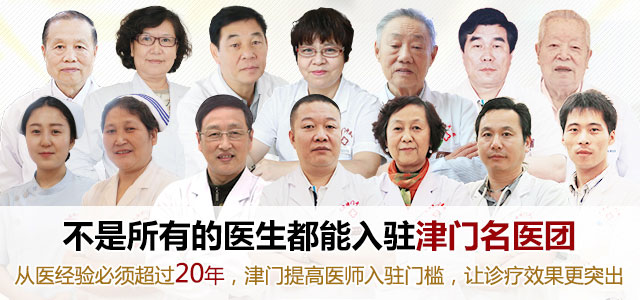 不是所有的医生都能入驻津门名医团
从医经验必须超过20年，津门提高医师入驻门槛，让诊疗效果更突出